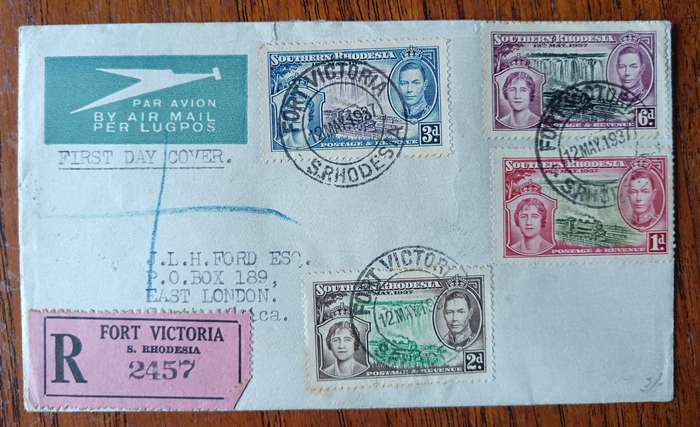 PAR AVION
BY AIR MAIL
PER LUGPOS
FIRST DAY COVER.
SOUTHERN RHODESIA
3d
POSTAGE & REVENUE
FORT VICTORIA
12 MAY 1937
S. RHODESIA
SOUTHERN RHODESIA
12TH MAY, 1937
6d
POSTAGE & REVENUE
FORT VICTORIA
12 MAY 1937
SOUTHERN RHODESIA
1d
POSTAGE & REVENUE
J.L.H. FORD ESQ.
P.O.BOX 189,
EAST LONDON.
SOUTHERN RHODESIA
MAY, 1937
2d
POSTAGE & REVENUE
FORT VICTORIA
12 MAY 19
R
FORT VICTORIA
S. RHODESIA
2457